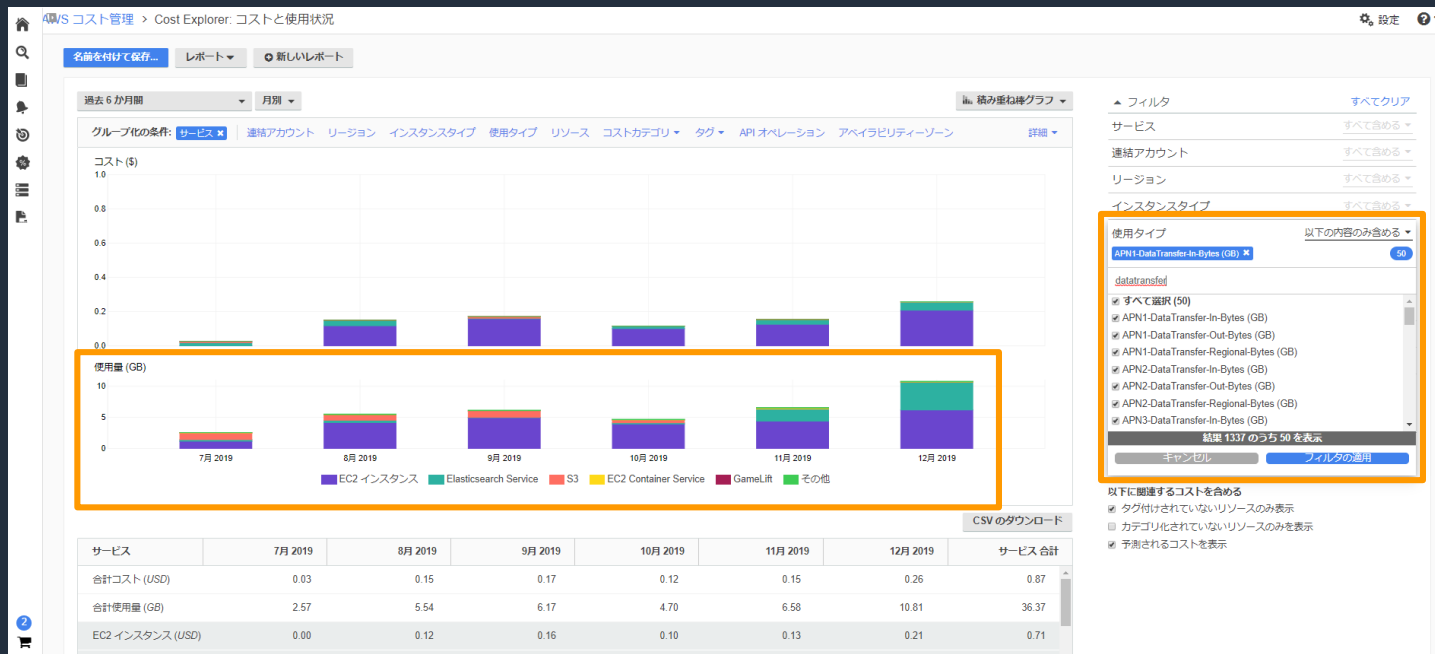 AWS コスト管理 > Cost Explorer: コストと使用状況
設定
名前を付けて保存... レポート 新しいレポート
過去 6 か月間 月別 積み重ね棒グラフ
グループ化の条件: サービス × 連結アカウント リージョン インスタンスタイプ 使用タイプ リソース コストカテゴリ タグ API オペレーション アベイラビリティーゾーン 詳細
コスト ($)
1.0
0.8
0.6
0.4
0.2
0.0
使用量 (GB)
10
5
0
7月 2019 8月 2019 9月 2019 10月 2019 11月 2019 12月 2019
EC2 インスタンス Elasticsearch Service S3 EC2 Container Service GameLift その他
CSV のダウンロード
サービス 7月 2019 8月 2019 9月 2019 10月 2019 11月 2019 12月 2019 サービス 合計
合計コスト (USD) 0.03 0.15 0.17 0.12 0.15 0.26 0.87
合計使用量 (GB) 2.57 5.54 6.17 4.70 6.58 10.81 36.37
EC2 インスタンス (USD) 0.00 0.12 0.16 0.10 0.13 0.21 0.71
フィルタ すべてクリア
サービス すべて含める
連結アカウント すべて含める
リージョン すべて含める
インスタンスタイプ すべて含める
使用タイプ 以下の内容のみ含める
APN1-DataTransfer-In-Bytes (GB) × 50
datatransfer
すべて選択 (50)
APN1-DataTransfer-In-Bytes (GB)
APN1-DataTransfer-Out-Bytes (GB)
APN1-DataTransfer-Regional-Bytes (GB)
APN2-DataTransfer-In-Bytes (GB)
APN2-DataTransfer-Out-Bytes (GB)
APN2-DataTransfer-Regional-Bytes (GB)
APN3-DataTransfer-In-Bytes (GB)
結果 1337 のうち 50 を表示
キャンセル フィルタの適用
以下に関連するコストを含める
タグ付けされていないリソースのみ表示
カテゴリ化されていないリソースのみを表示
予測されるコストを表示
2